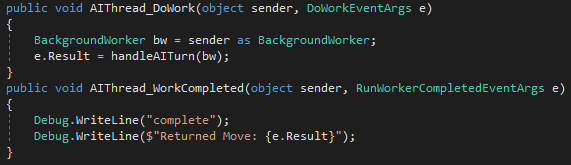 public void AIThread_DoWork(object sender, DoWorkEventArgs e)
{
BackgroundWorker bw = sender as BackgroundWorker;
e.Result = handleAITurn(bw);
}
public void AIThread_WorkCompleted(object sender, RunWorkerCompletedEventArgs e)
{
Debug.WriteLine("complete");
Debug.WriteLine($"Returned Move: {e.Result}");
}